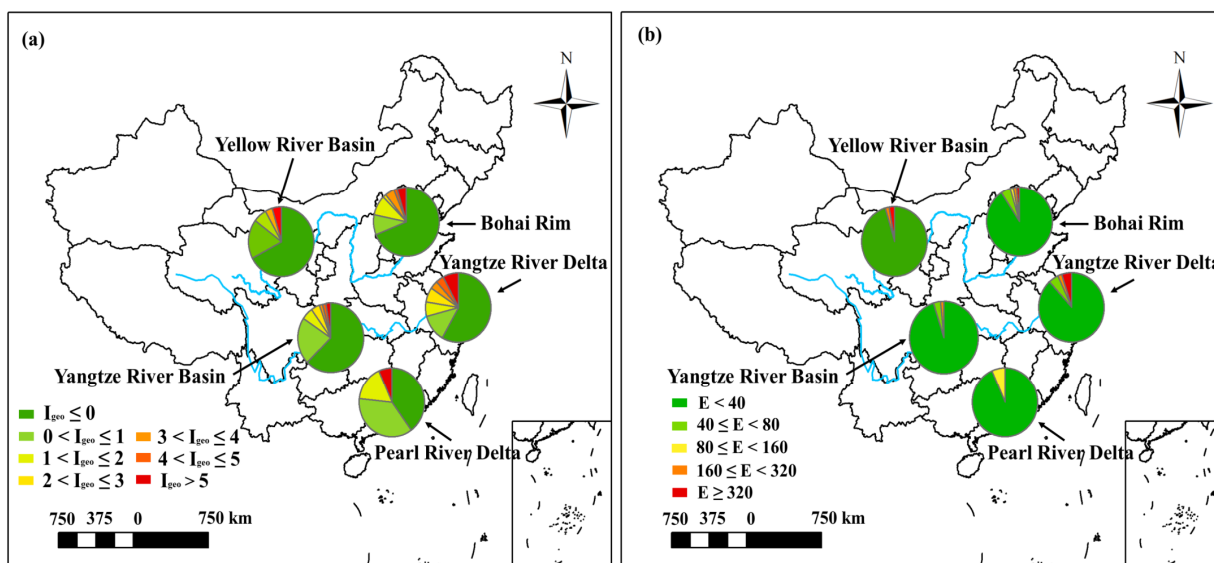 (a)
N
Yellow River Basin
Bohai Rim
Yangtze River Delta
Yangtze River Basin
Pearl River Delta
Igeo ≤ 0
0 < Igeo ≤ 1
3 < Igeo ≤ 4
1 < Igeo ≤ 2
4 < Igeo ≤ 5
2 < Igeo ≤ 3
Igeo > 5
750 375 0 750 km
(b)
N
Yellow River Basin
Bohai Rim
Yangtze River Delta
Yangtze River Basin
Pearl River Delta
E < 40
40 ≤ E < 80
80 ≤ E < 160
160 ≤ E < 320
E ≥ 320
750 375 0 750 km